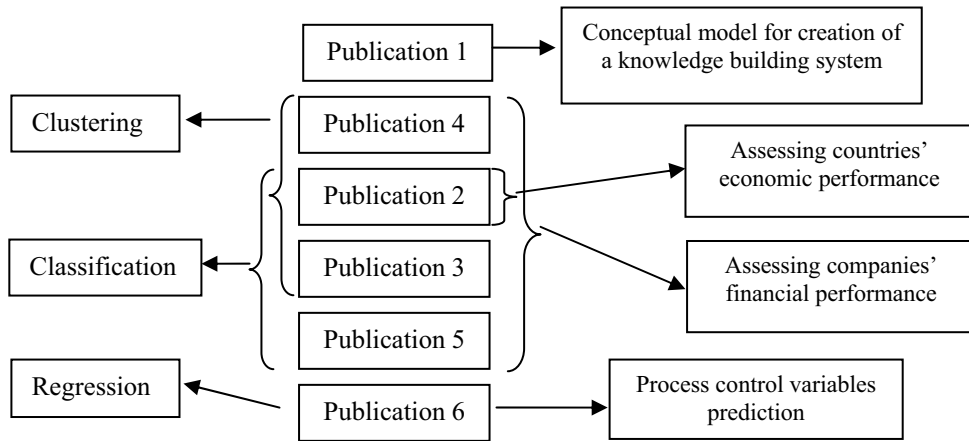 Publication 1
Conceptual model for creation of
a knowledge building system
Clustering
Publication 4
Publication 2
Assessing countries’
economic performance
Classification
Publication 3
Assessing companies’
financial performance
Publication 5
Regression
Publication 6
Process control variables
prediction